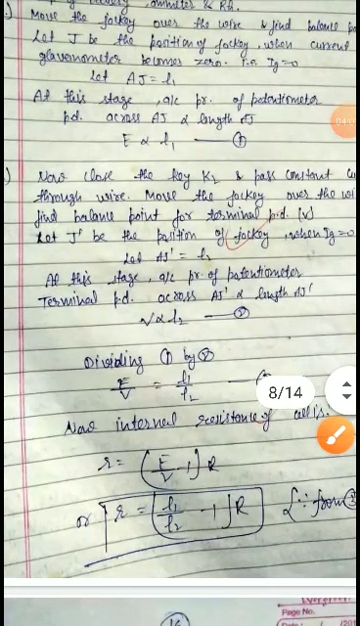 Move the jockey over the wire & find balance po
Let J be the position of jockey, when current
glavanometer becomes zero. i.e Ig=0
Let AJ = l₁
At this stage, a/c pr. of potentiometer
p.d. across AJ ∝ length AJ
E ∝ l₁ — ①
Now close the key K₂ & pass constant cu
through wire. Move the jockey over the wi
find balance point for terminal p.d. (v)
Let J' be the position of jockey, when Ig=0
Let AJ' = l₂
At this stage, a/c pr. of potentiometer
Terminal p.d. across AJ' ∝ length AJ'
V ∝ l₂ — ②
Dividing ① by ②
E/V = l₁/l₂
8/14
Now internal resistance of cell is.
r = (E/V - 1) R
or r = (l₁/l₂ - 1) R {∵ from ③
Page No.